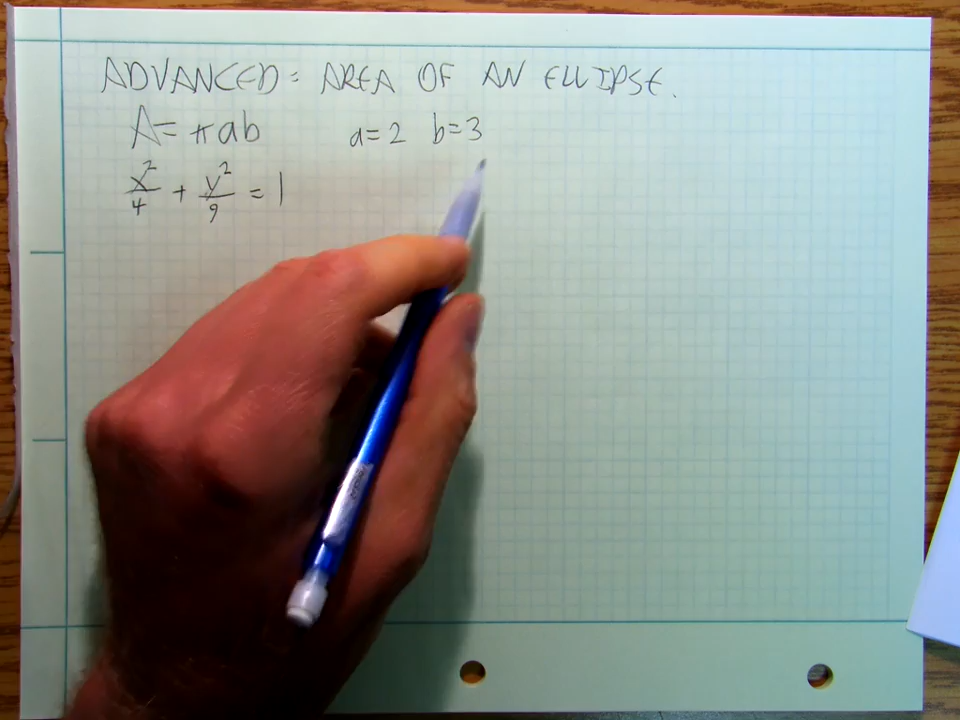 ADVANCED: AREA OF AN ELLIPSE.
A = πab a=2 b=3
x²/4 + y²/9 = 1